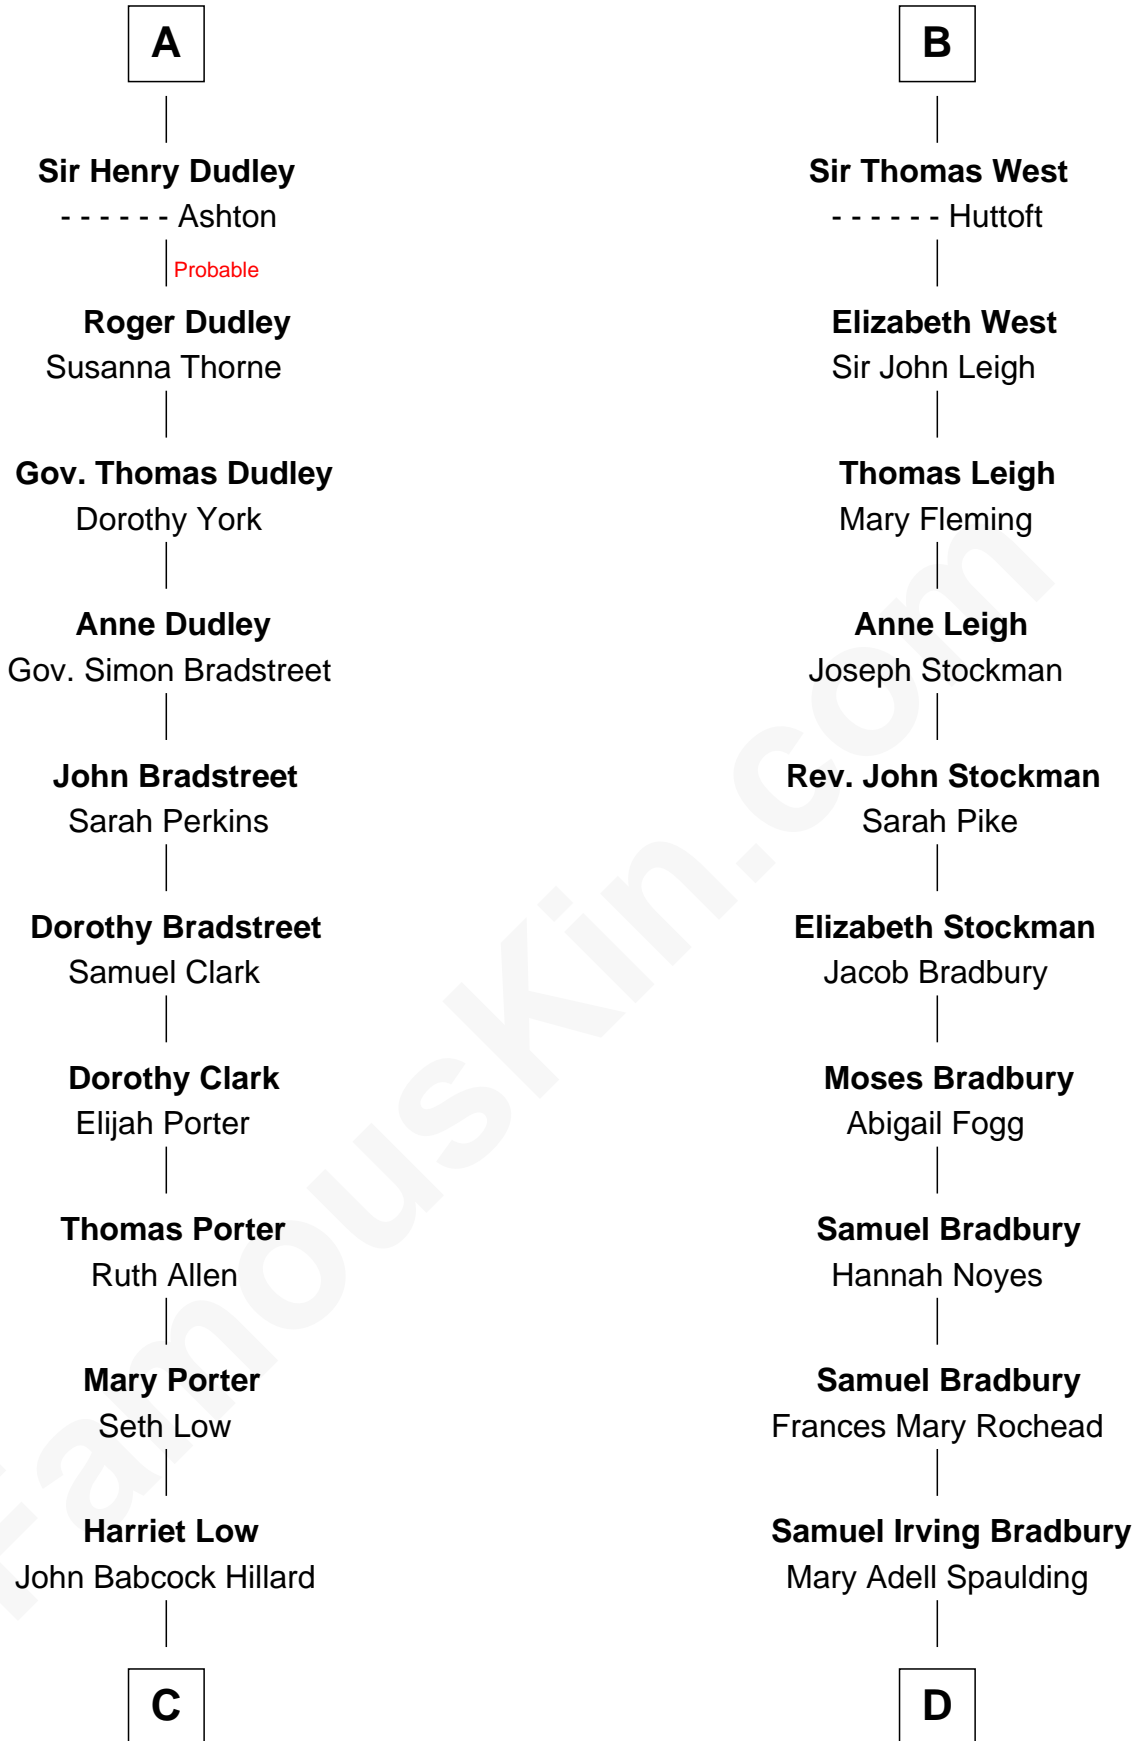 A
Sir Henry Dudley
- - - - - - Ashton
Probable
Roger Dudley
Susanna Thorne
Gov. Thomas Dudley
Dorothy York
Anne Dudley
Gov. Simon Bradstreet
John Bradstreet
Sarah Perkins
Dorothy Bradstreet
Samuel Clark
Dorothy Clark
Elijah Porter
Thomas Porter
Ruth Allen
Mary Porter
Seth Low
Harriet Low
John Babcock Hillard
C
B
Sir Thomas West
- - - - - - Huttoft
Elizabeth West
Sir John Leigh
Thomas Leigh
Mary Fleming
Anne Leigh
Joseph Stockman
Rev. John Stockman
Sarah Pike
Elizabeth Stockman
Jacob Bradbury
Moses Bradbury
Abigail Fogg
Samuel Bradbury
Hannah Noyes
Samuel Bradbury
Frances Mary Rochead
Samuel Irving Bradbury
Mary Adell Spaulding
D
FamousKin.com